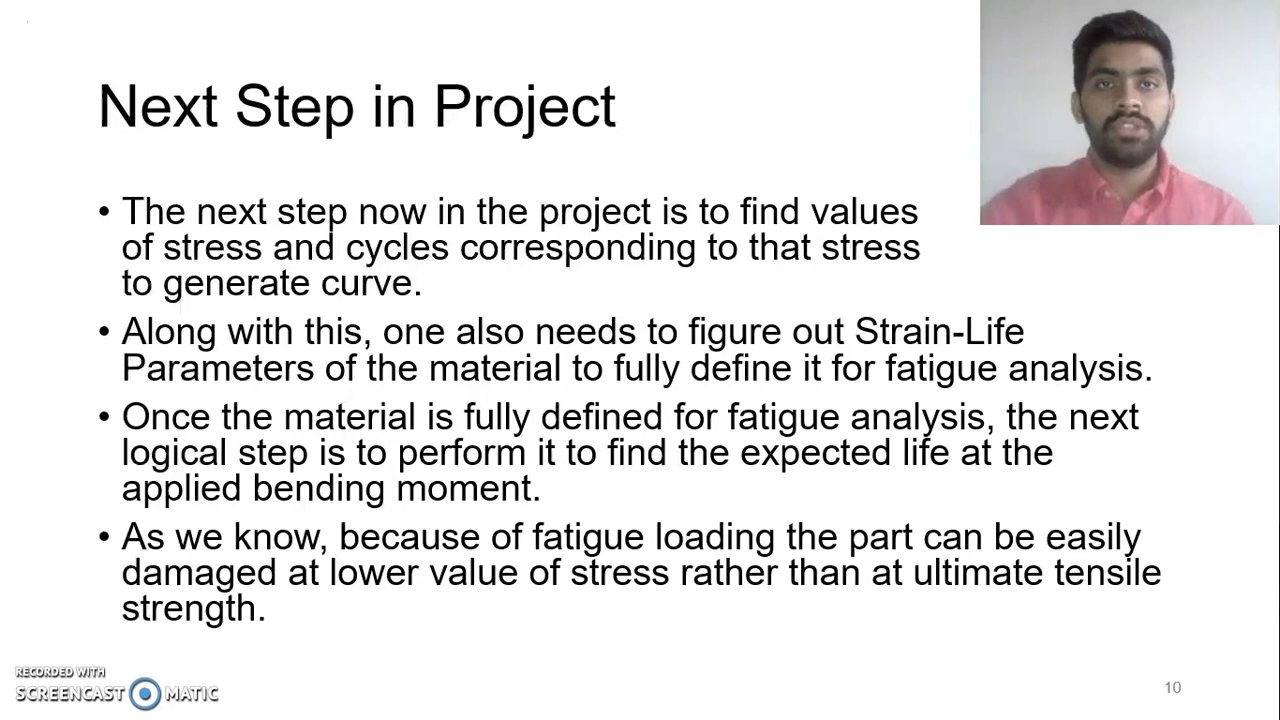 Next Step in Project
• The next step now in the project is to find values
of stress and cycles corresponding to that stress
to generate curve.
• Along with this, one also needs to figure out Strain-Life
Parameters of the material to fully define it for fatigue analysis.
• Once the material is fully defined for fatigue analysis, the next
logical step is to perform it to find the expected life at the
applied bending moment.
• As we know, because of fatigue loading the part can be easily
damaged at lower value of stress rather than at ultimate tensile
strength.
RECORDED WITH
SCREENCAST MATIC
10